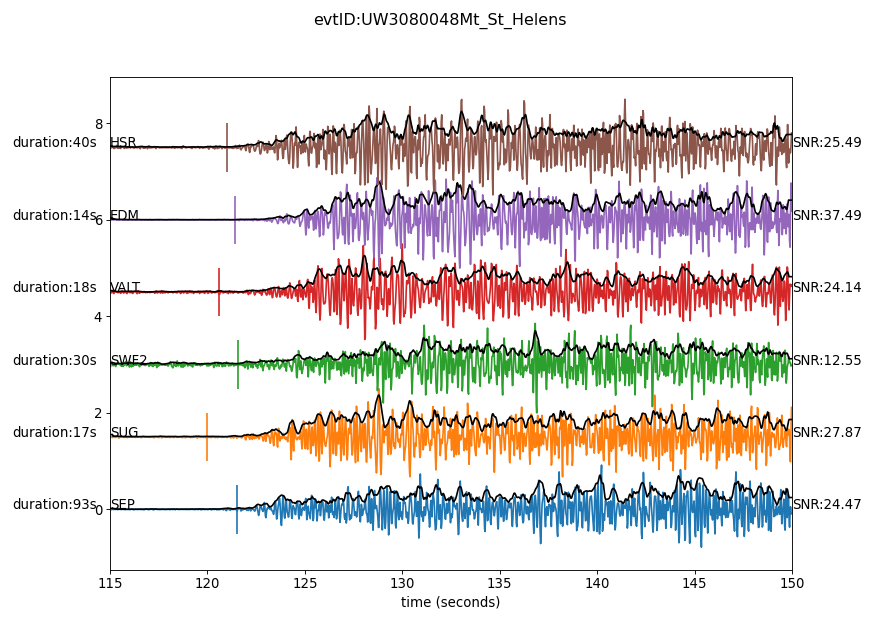 evtID:UW3080048Mt_St_Helens
8
duration:40s HSR SNR:25.49
duration:14s EDM SNR:37.49
6
duration:18s VALT SNR:24.14
4
duration:30s SWF2 SNR:12.55
2
duration:17s SUG SNR:27.87
duration:93s SEP SNR:24.47
0
115 120 125 130 135 140 145 150
time (seconds)